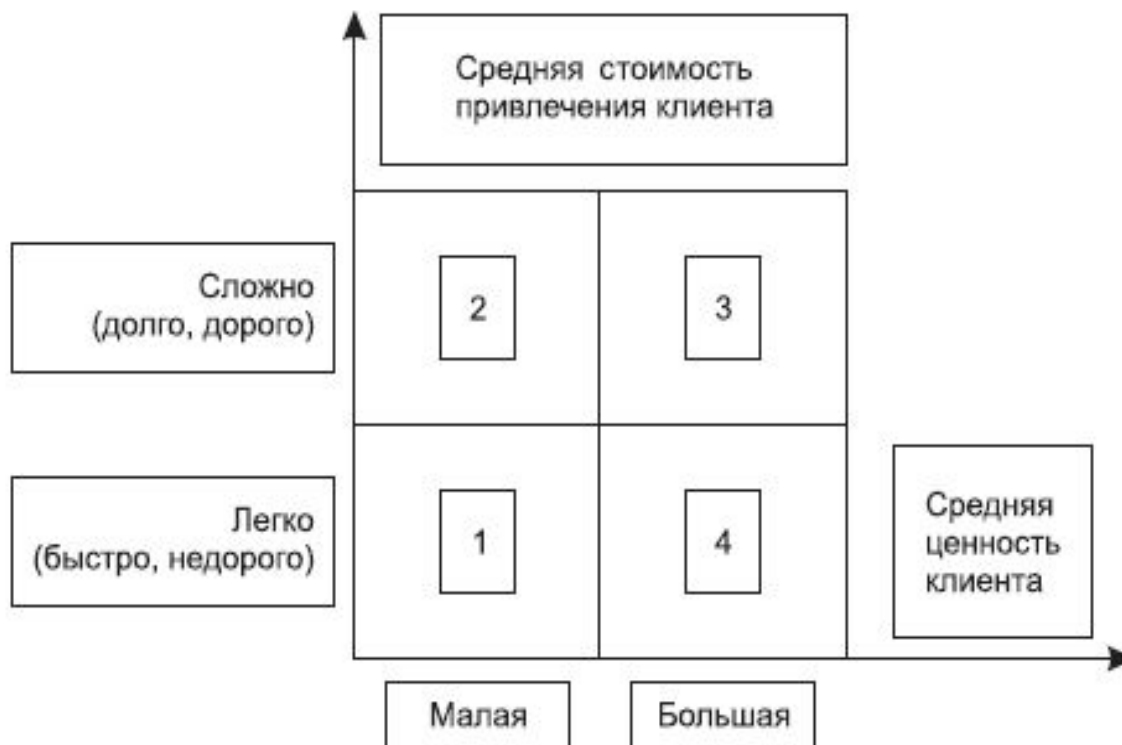 Средняя стоимость
привлечения клиента
Сложно
(долго, дорого)
2
3
Легко
(быстро, недорого)
1
4
Средняя
ценность
клиента
Малая
Большая